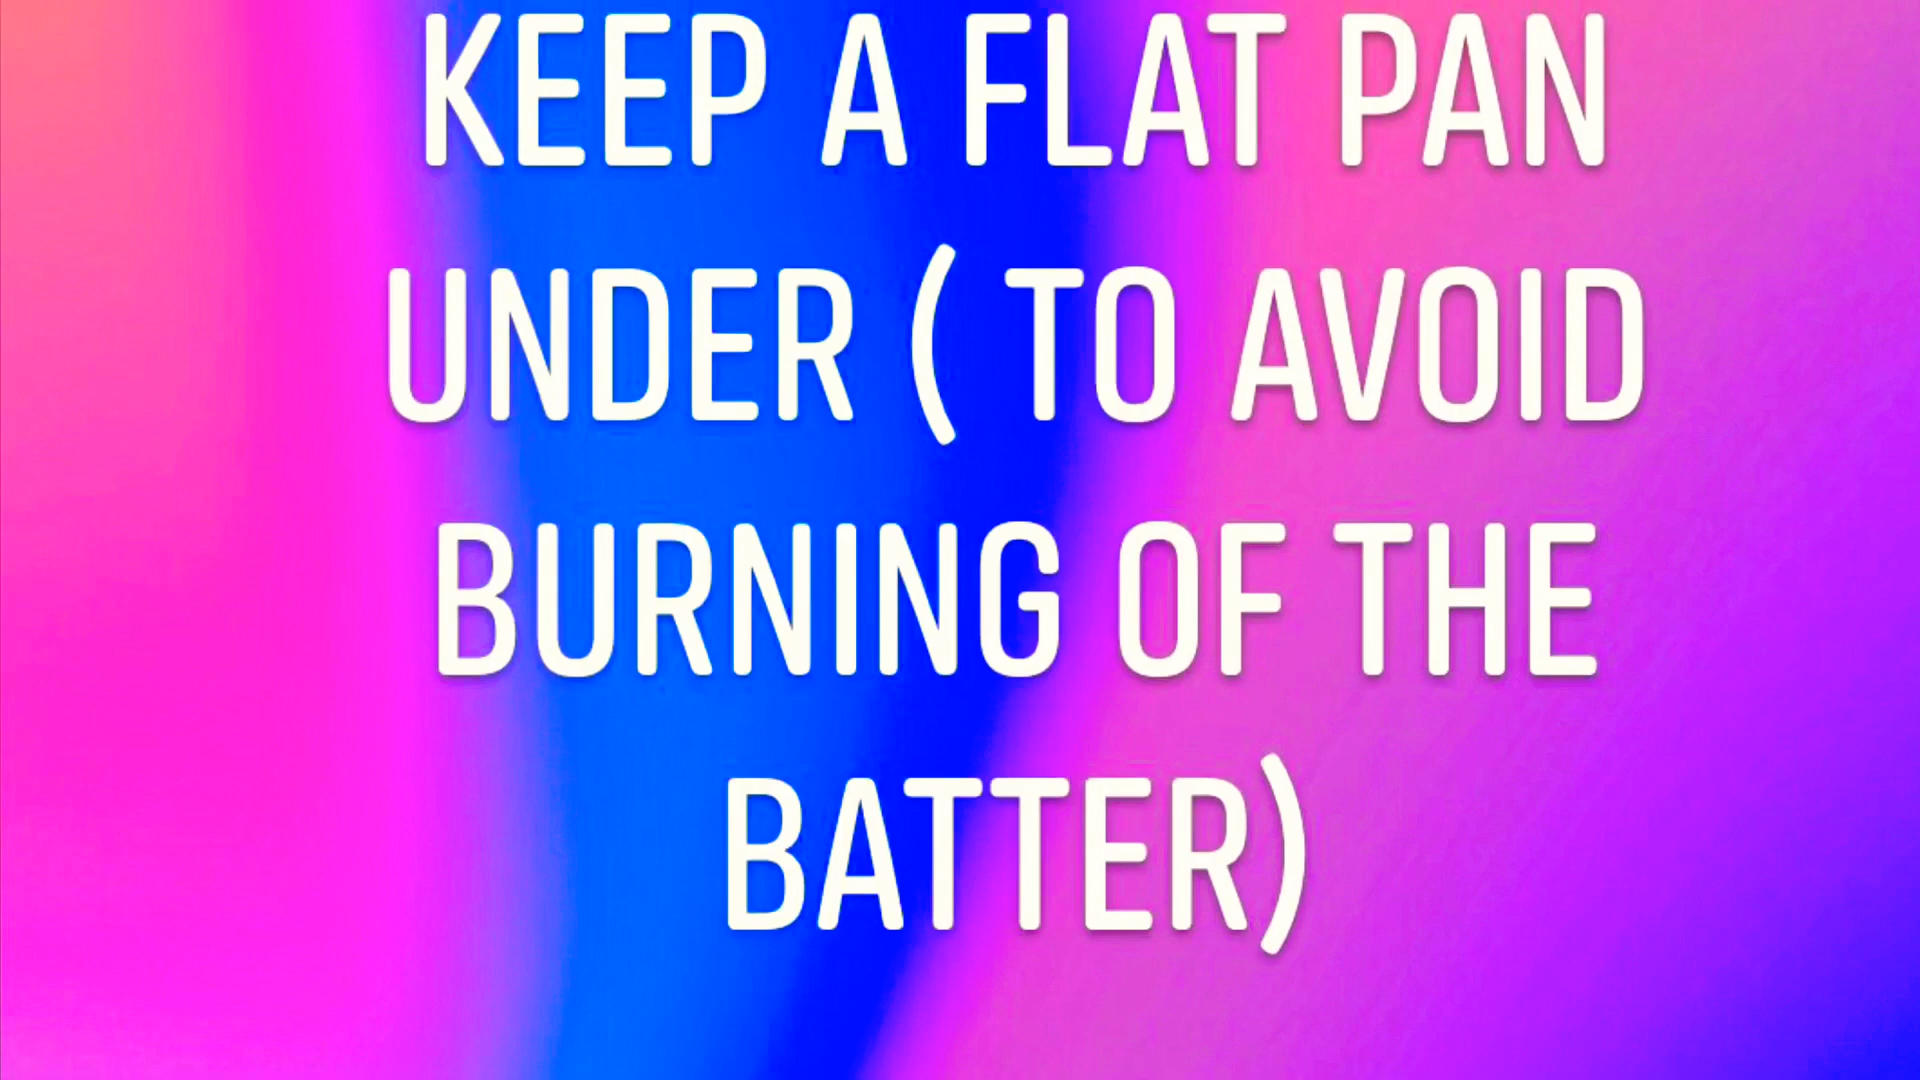 KEEP A FLAT PAN
UNDER ( TO AVOID
BURNING OF THE
BATTER)